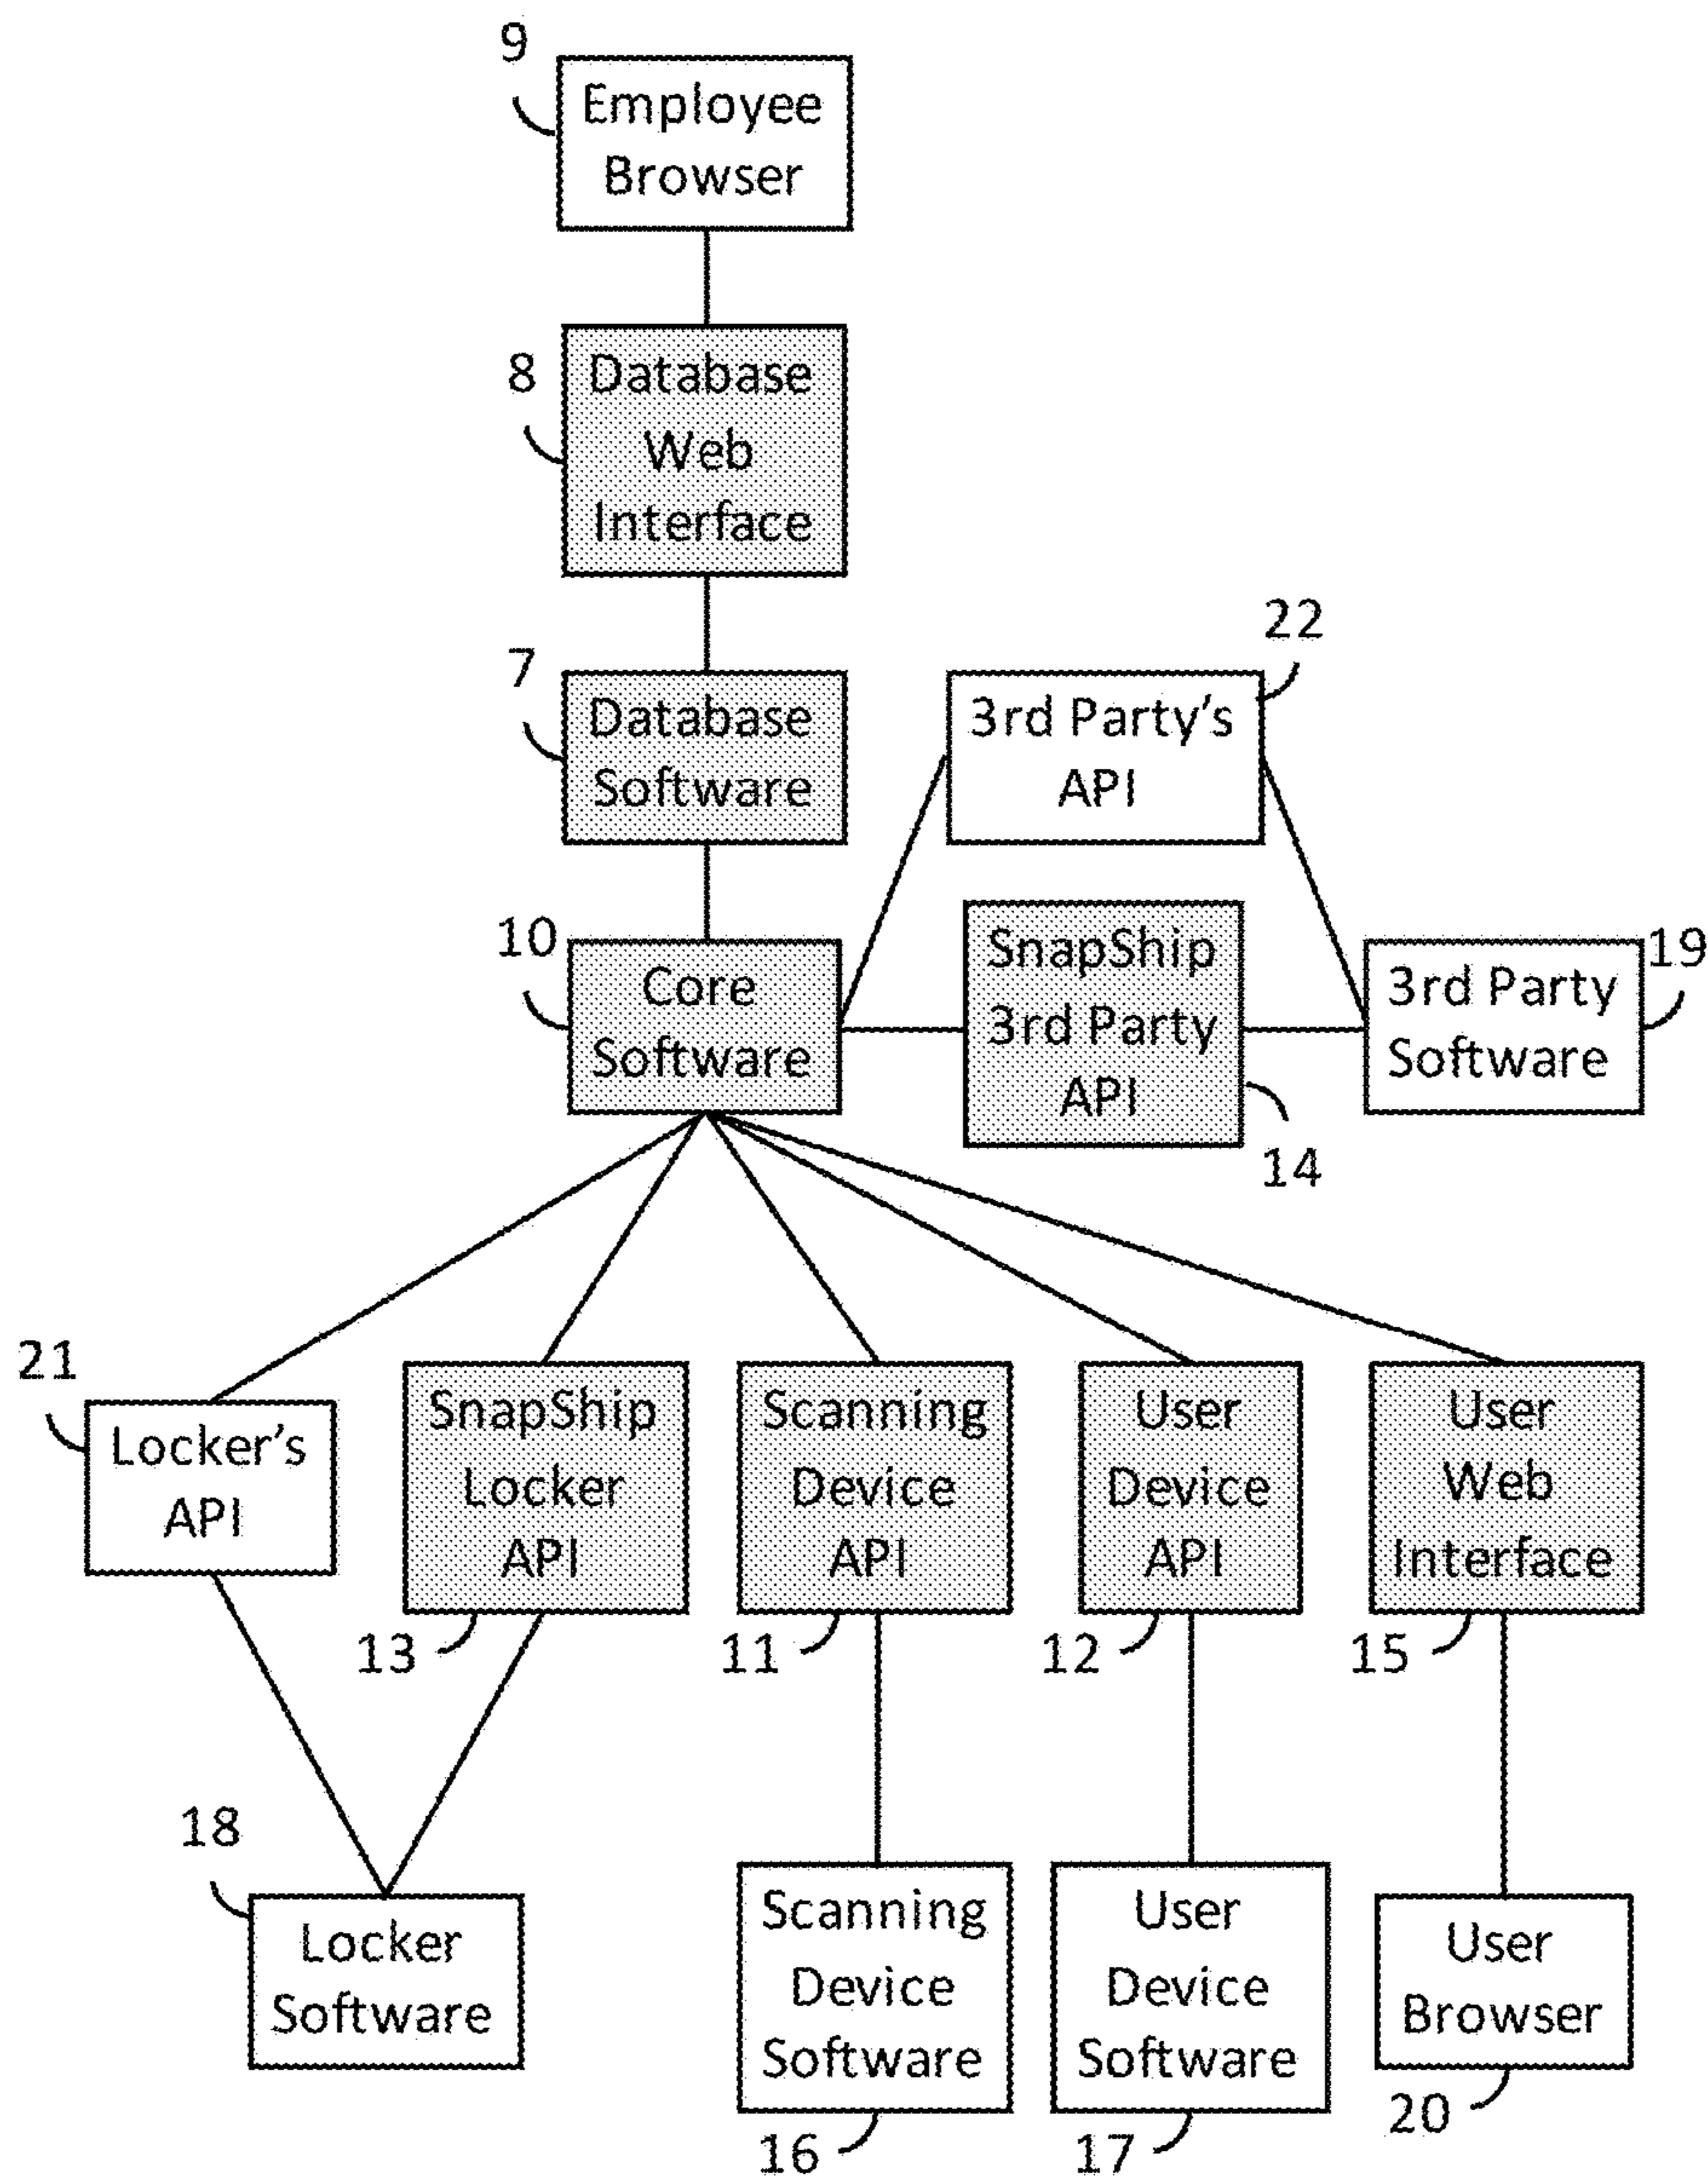 9
Employee
Browser
8
Database
Web
Interface
7
Database
Software
22
3rd Party's
API
10
Core
Software
SnapShip
3rd Party
API
14
19
3rd Party
Software
21
Locker's
API
SnapShip
Locker
API
13
Scanning
Device
API
11
User
Device
API
12
User
Web
Interface
15
18
Locker
Software
Scanning
Device
Software
16
User
Device
Software
17
User
Browser
20